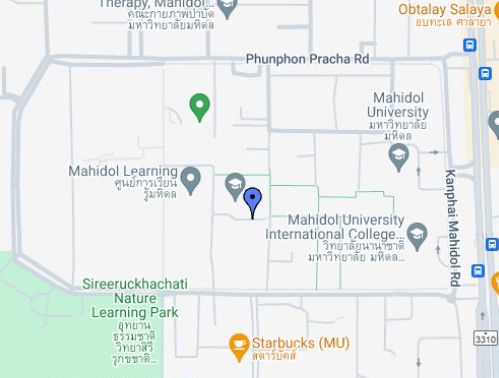 Therapy, Mahidol...
คณะกายภาพบำบัด
มหาวิทยาลัยมหิดล
Obtalay Salaya
อบทะเล ศาลายา
Phunphon Pracha Rd
Mahidol
University
มหาวิทยาลัย
มหิดล
Mahidol Learning
ศูนย์การเรียน
รู้มหิดล
Kanphai Mahidol Rd
Mahidol University
International College...
วิทยาลัยนานาชาติ
มหาวิทยาลัย มหิดล...
Sireeruckhachati
Nature
Learning Park
อุทยาน
ธรรมชาติ
วิทยาสิรี
รุกขชาติ...
3310
Starbucks (MU)
สตาร์บัคส์